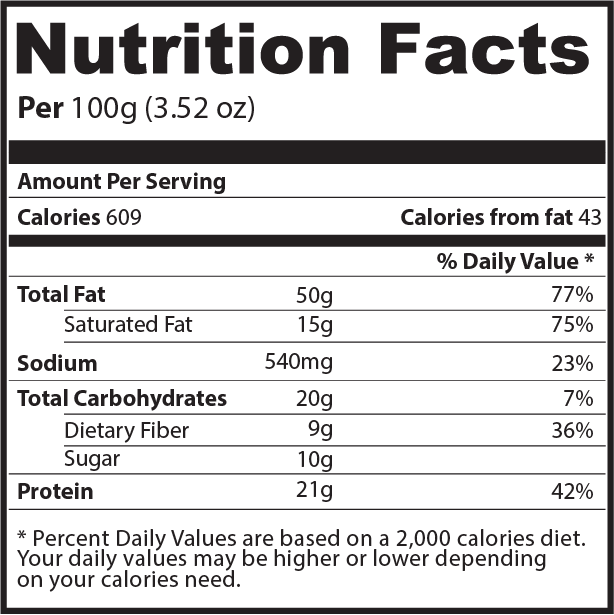 Nutrition Facts
Per 100g (3.52 oz)
Amount Per Serving
Calories 609 Calories from fat 43
% Daily Value *
Total Fat 50g 77%
Saturated Fat 15g 75%
Sodium 540mg 23%
Total Carbohydrates 20g 7%
Dietary Fiber 9g 36%
Sugar 10g
Protein 21g 42%
* Percent Daily Values are based on a 2,000 calories diet.
Your daily values may be higher or lower depending
on your calories need.